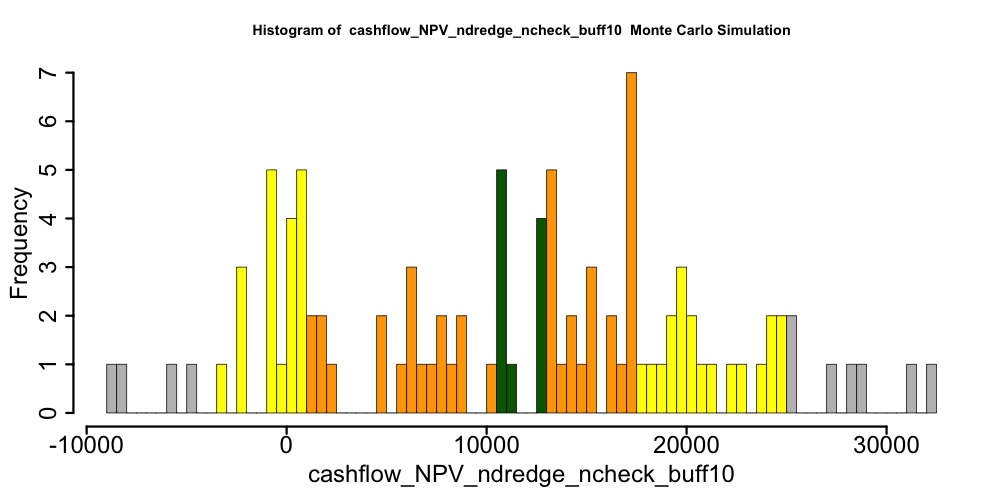 Histogram of  cashflow_NPV_ndredge_ncheck_buff10  Monte Carlo Simulation
7
6
5
4
3
2
1
0
Frequency
-10000 0 10000 20000 30000
cashflow_NPV_ndredge_ncheck_buff10